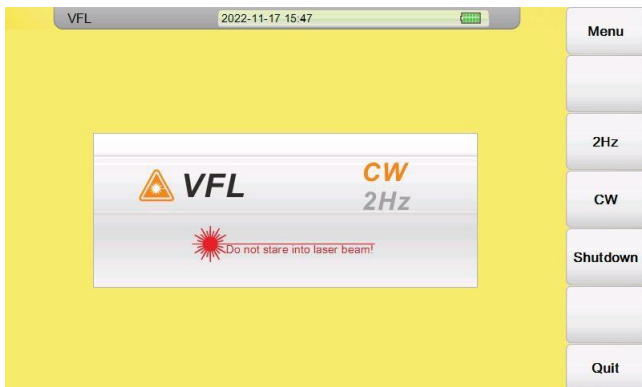 VFL 2022-11-17 15:47
Menu
VFL
CW
2Hz
Do not stare into laser beam!
2Hz
CW
Shutdown
Quit